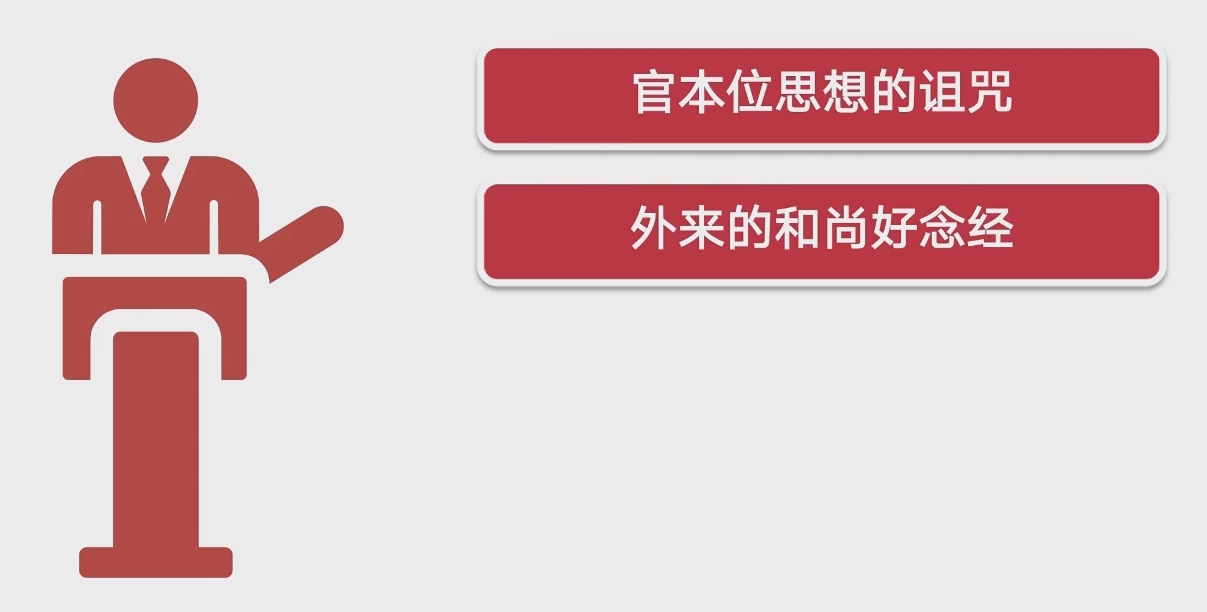 官本位思想的诅咒
外来的和尚好念经